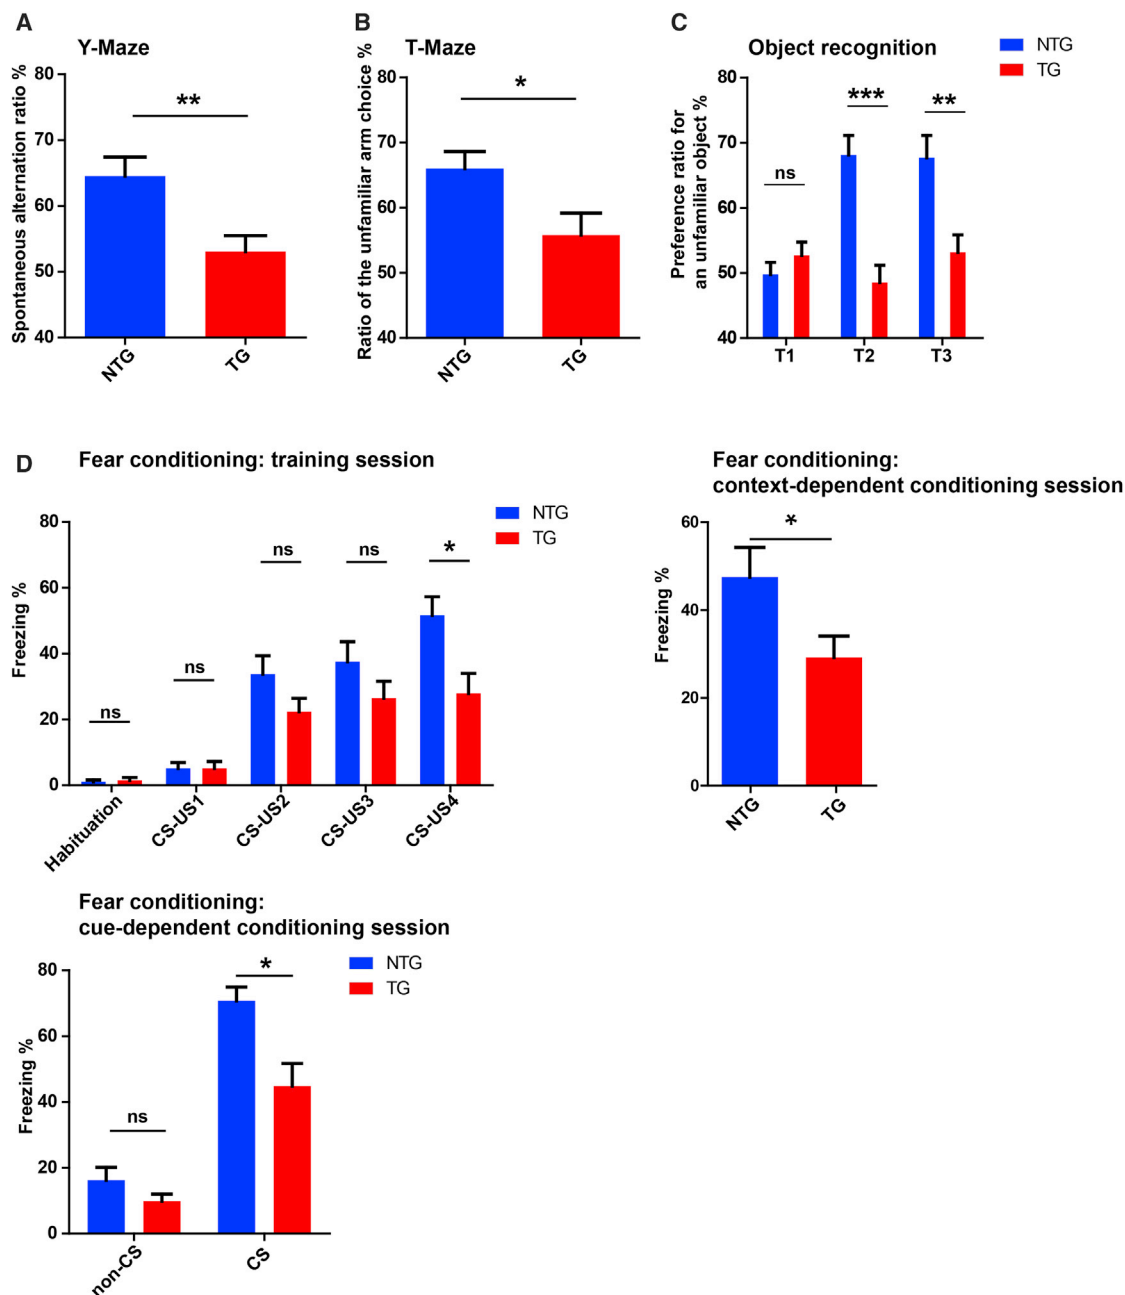 A
Y-Maze
Spontaneous alternation ratio %
80
70
60
50
40
**
NTG
TG
B
T-Maze
Ratio of the unfamiliar arm choice %
80
70
60
50
40
*
NTG
TG
C
Object recognition
NTG
TG
Preference ratio for
an unfamiliar object %
80
70
60
50
40
ns
***
**
T1
T2
T3
D
Fear conditioning: training session
NTG
TG
Freezing %
80
60
40
20
0
ns
ns
ns
ns
*
Habituation
CS-US1
CS-US2
CS-US3
CS-US4
Fear conditioning:
context-dependent conditioning session
Freezing %
60
40
20
0
*
NTG
TG
Fear conditioning:
cue-dependent conditioning session
NTG
TG
Freezing %
80
60
40
20
0
ns
*
non-CS
CS